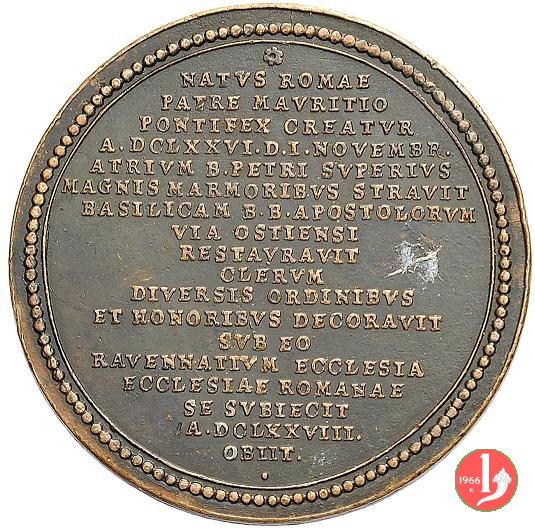 NATVS ROMAE
PATRE MAVRITIO
PONTIFEX CREATVR
A.DCLXXVI.D.I.NOVEMBR.
ATRIVM B.PETRI SVPERIVS
MAGNIS MARMORIBVS STRAVIT
BASILICAM B.B.APOSTOLORVM
VIA OSTIENSI
RESTAVRAVIT
CLERVM
DIVERSIS ORDINIBVS
ET HONORIBVS DECORAVIT
SVB EO
RAVENNATIVM ECCLESIA
ECCLESIAE ROMANAE
SE SVBIECIT
A.DCLXXVIII.
OBIIT.
1966